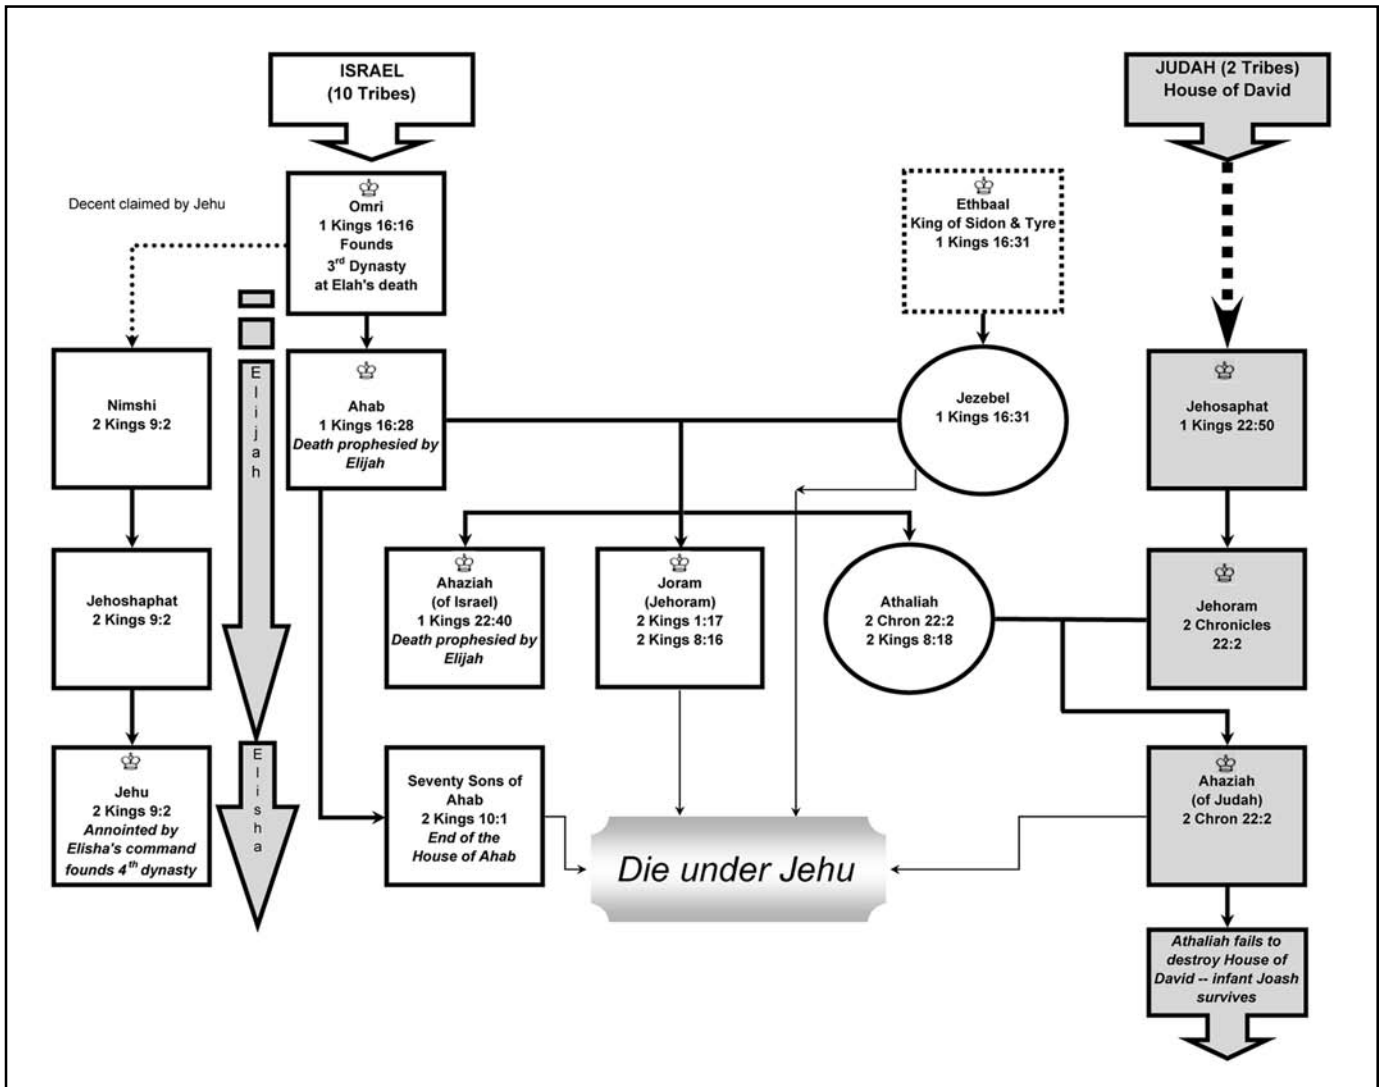 ISRAEL
(10 Tribes)
JUDAH (2 Tribes)
House of David
Decent claimed by Jehu
Omri
1 Kings 16:16
Founds
3rd Dynasty
at Elah's death
Ethbaal
King of Sidon & Tyre
1 Kings 16:31
Nimshi
2 Kings 9:2
Elijah
Ahab
1 Kings 16:28
Death prophesied by
Elijah
Jezebel
1 Kings 16:31
Jehosaphat
1 Kings 22:50
Jehoshaphat
2 Kings 9:2
Ahaziah
(of Israel)
1 Kings 22:40
Death prophesied by
Elijah
Joram
(Jehoram)
2 Kings 1:17
2 Kings 8:16
Athaliah
2 Chron 22:2
2 Kings 8:18
Jehoram
2 Chronicles
22:2
Jehu
2 Kings 9:2
Annointed by
Elisha's command
founds 4th dynasty
Elisha
Seventy Sons of
Ahab
2 Kings 10:1
End of the
House of Ahab
Die under Jehu
Ahaziah
(of Judah)
2 Chron 22:2
Athaliah fails to
destroy House of
David -- infant Joash
survives